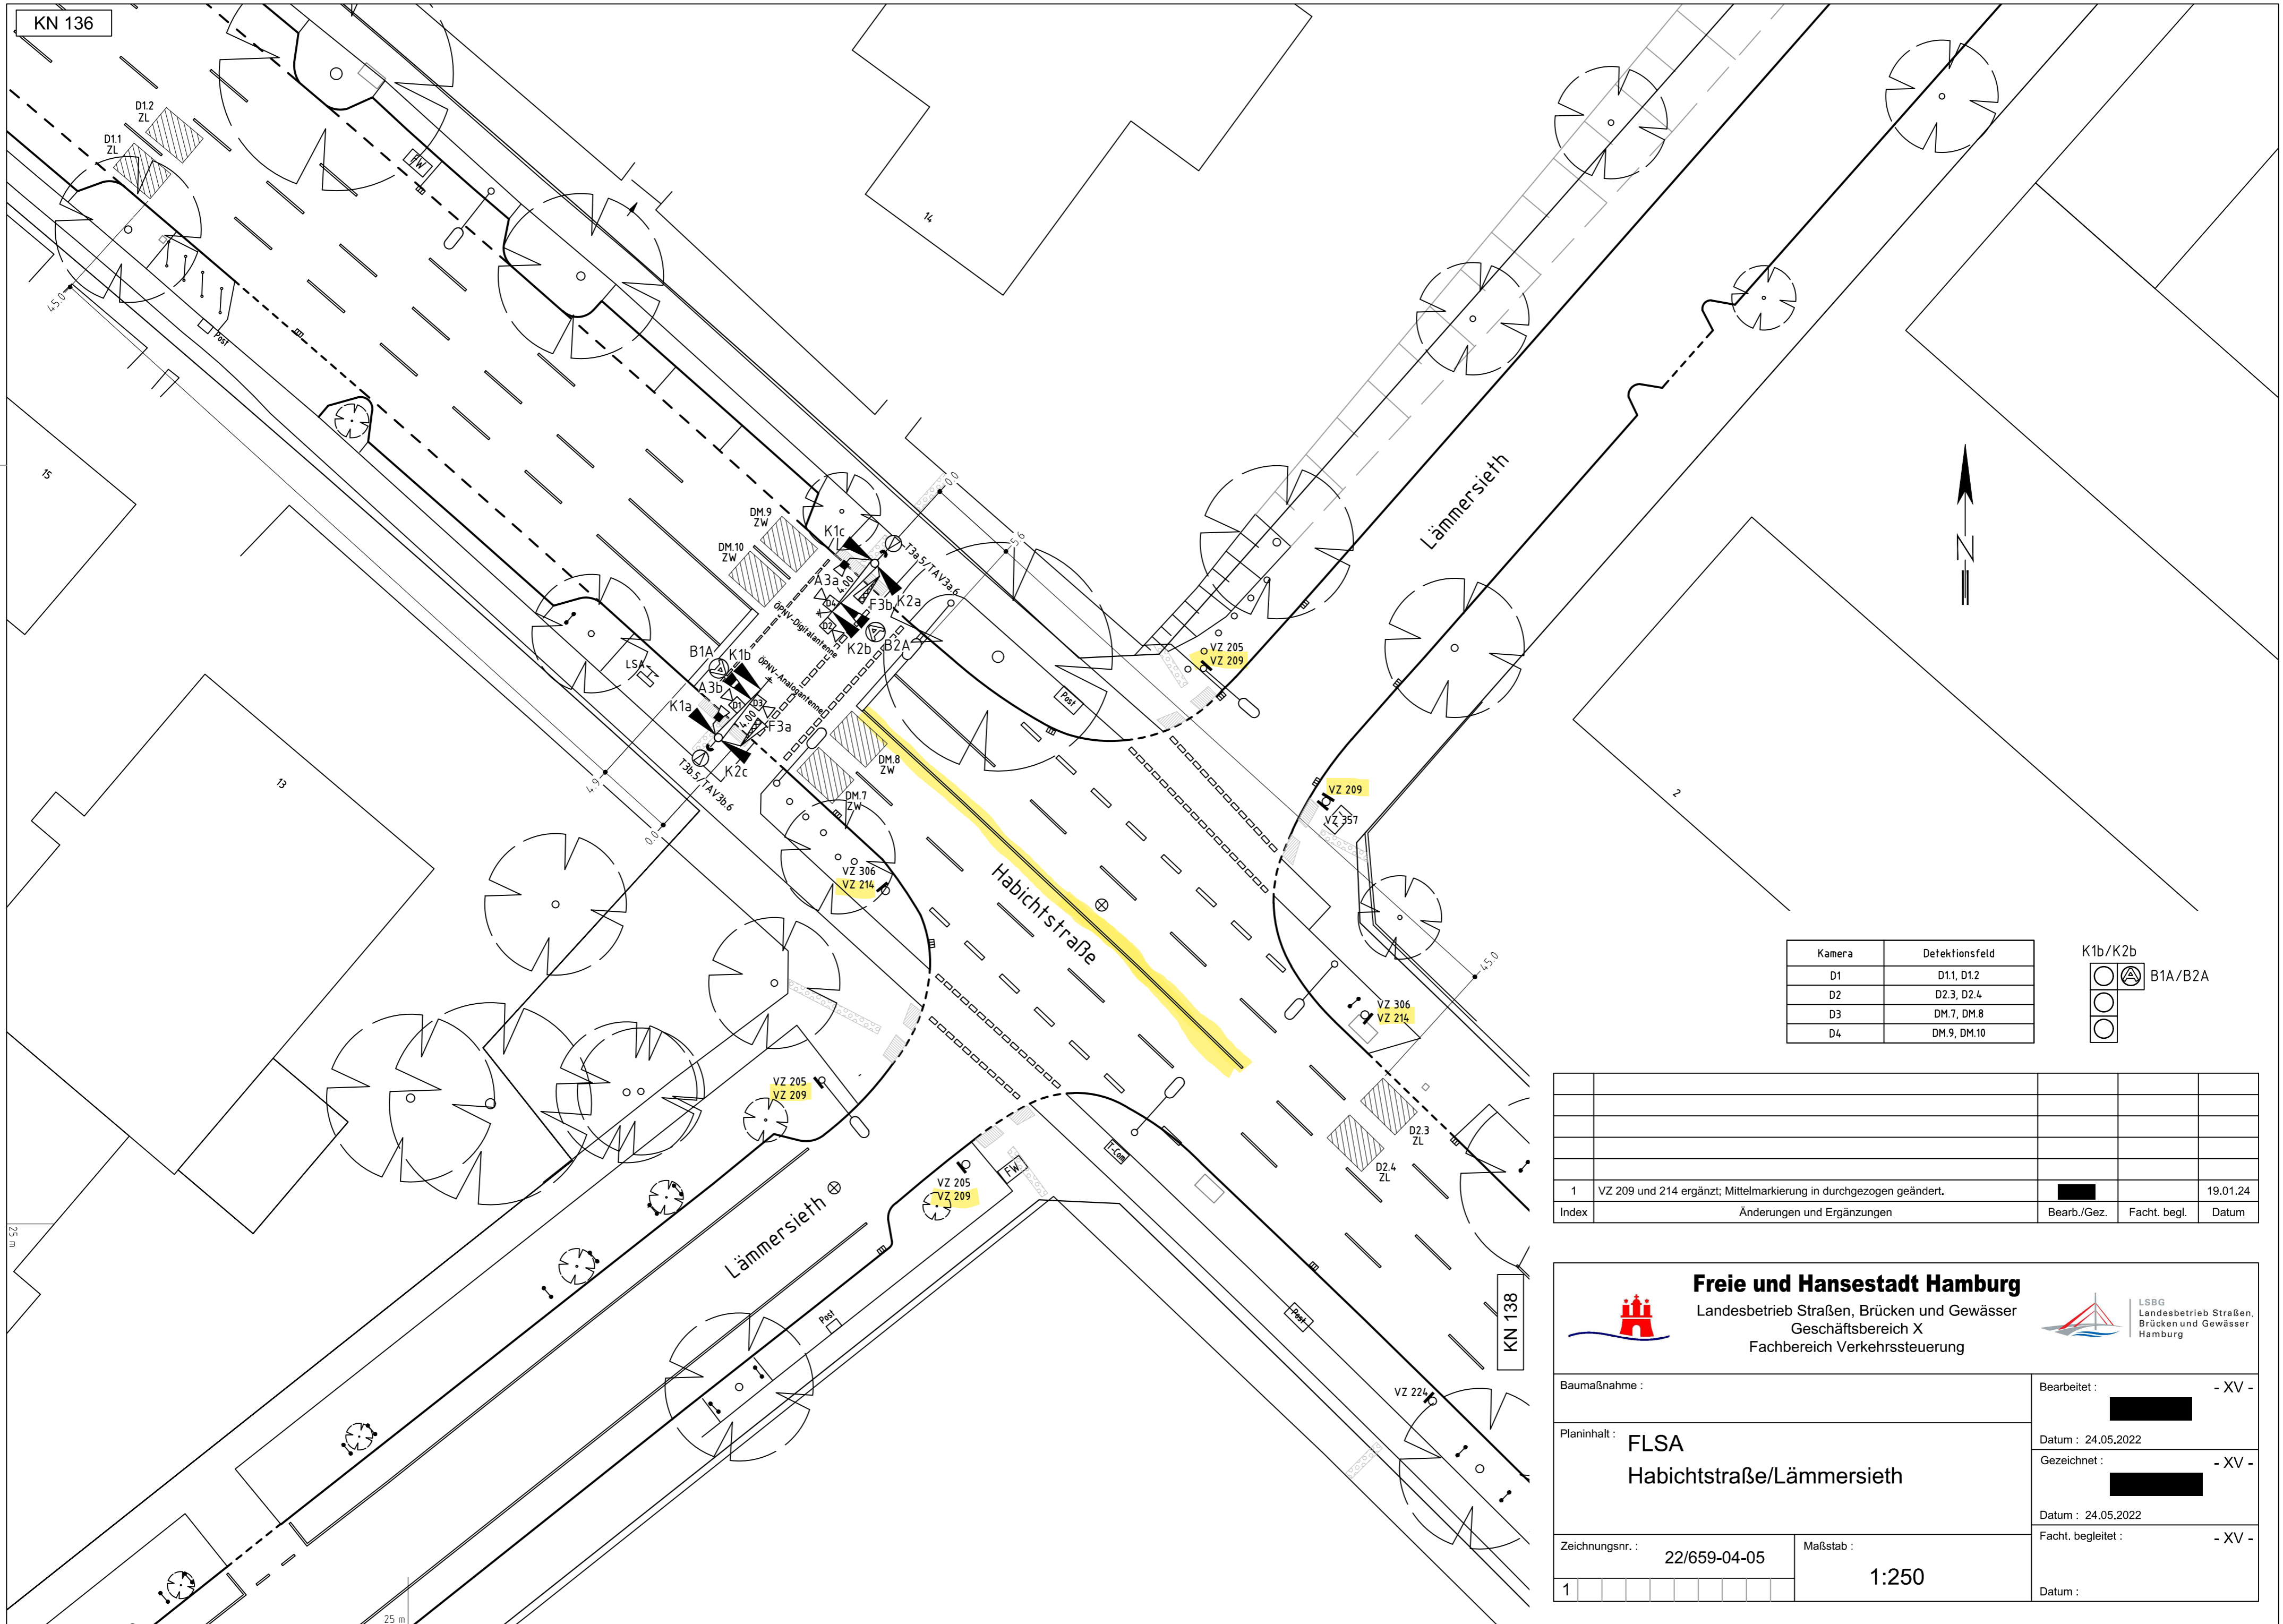 KN 136
D1.2
ZL
D1.1
ZL
FW
45.0
Post
14
15
13
2
Lämmersieth
N
0.0
5.6
DM.9
ZW
DM.10
ZW
K1c
T3a.5/TAV3a.6
A3a
4.00
D4
D2
F3b
K2a
K2b
B2A
ÖPNV-Digitalantenne
ÖPNV-Analogantenne
B1A
K1b
LSA
A3b
K1a
D1
D3
4.00
F3a
K2c
T3b.5/TAV3b.6
4.9
0.0
DM.8
ZW
DM.7
ZW
Post
VZ 205
VZ 209
VZ 209
VZ 357
VZ 306
VZ 214
Habichtstraße
45.0
VZ 306
VZ 214
VZ 205
VZ 209
VZ 205
VZ 209
FW
T-Com
D2.3
ZL
D2.4
ZL
Lämmersieth
Post
Post
KN 138
VZ 224
25 m
25 m
Kamera Detektionsfeld
D1 D1.1, D1.2
D2 D2.3, D2.4
D3 DM.7, DM.8
D4 DM.9, DM.10
K1b/K2b
B1A/B2A
1 VZ 209 und 214 ergänzt; Mittelmarkierung in durchgezogen geändert. 19.01.24
Index Änderungen und Ergänzungen Bearb./Gez. Facht. begl. Datum
Freie und Hansestadt Hamburg
Landesbetrieb Straßen, Brücken und Gewässer
Geschäftsbereich X
Fachbereich Verkehrssteuerung
LSBG
Landesbetrieb Straßen,
Brücken und Gewässer
Hamburg
Baumaßnahme :
Bearbeitet : - XV -
Datum : 24.05.2022
Planinhalt : FLSA
Habichtstraße/Lämmersieth
Gezeichnet : - XV -
Datum : 24.05.2022
Zeichnungsnr. : 22/659-04-05
1
Maßstab :
1:250
Facht. begleitet : - XV -
Datum :